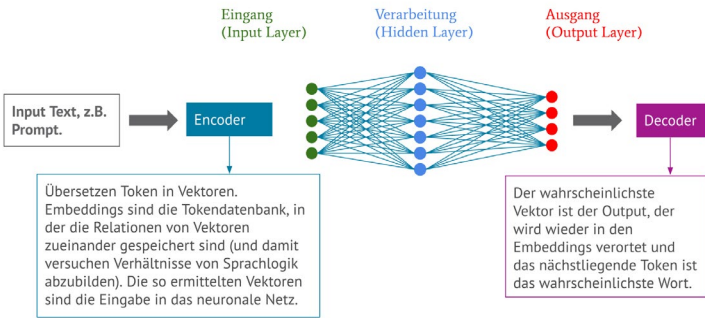 Eingang
(Input Layer)
Verarbeitung
(Hidden Layer)
Ausgang
(Output Layer)
Input Text, z.B.
Prompt.
Encoder
Decoder
Übersetzen Token in Vektoren.
Embeddings sind die Tokendatenbank, in
der die Relationen von Vektoren
zueinander gespeichert sind (und damit
versuchen Verhältnisse von Sprachlogik
abzubilden). Die so ermittelten Vektoren
sind die Eingabe in das neuronale Netz.
Der wahrscheinlichste
Vektor ist der Output, der
wird wieder in den
Embeddings verortet und
das nächstliegende Token ist
das wahrscheinlichste Wort.